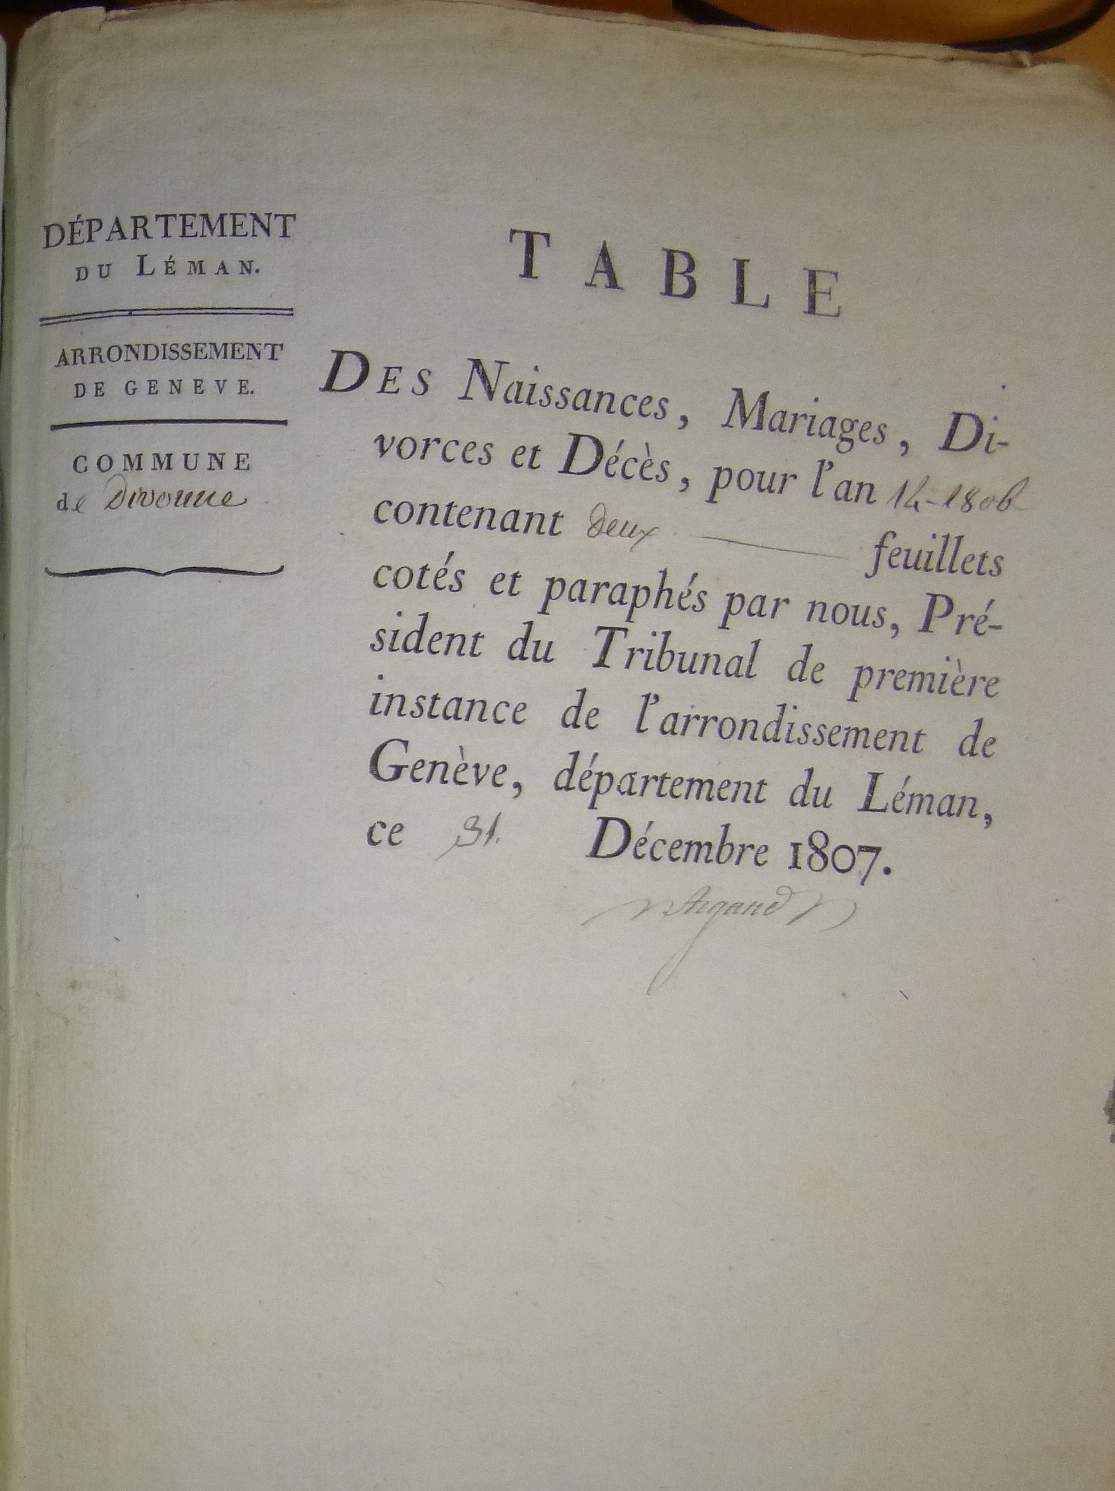 DÉPARTEMENT
DU LÉMAN.
ARRONDISSEMENT
DE GENEVE.
COMMUNE
de Divonne
TABLE
DES Naissances, Mariages, Di-
vorces et Décès, pour l'an 14-1806
contenant deux feuillets
cotés et paraphés par nous, Pré-
sident du Tribunal de première
instance de l'arrondissement de
Genève, département du Léman,
ce 31. Décembre 1807.
Argand